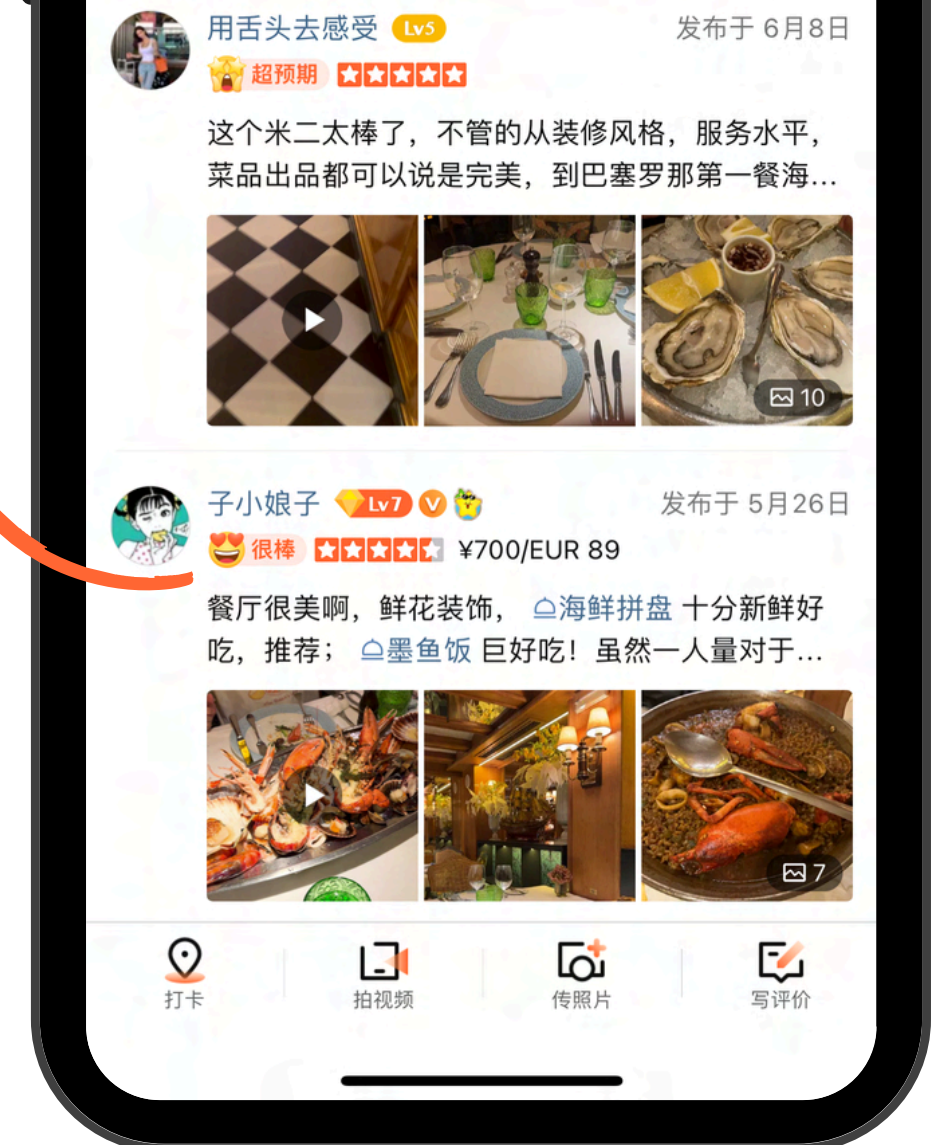 用舌头去感受 Lv5 发布于 6月8日
超预期
这个米二太棒了，不管的从装修风格，服务水平，
菜品出品都可以说是完美，到巴塞罗那第一餐海...
10
子小娘子 Lv7 V 发布于 5月26日
很棒 ¥700/EUR 89
餐厅很美啊，鲜花装饰， 海鲜拼盘 十分新鲜好
吃，推荐； 墨鱼饭 巨好吃！虽然一人量对于...
7
打卡 拍视频 传照片 写评价